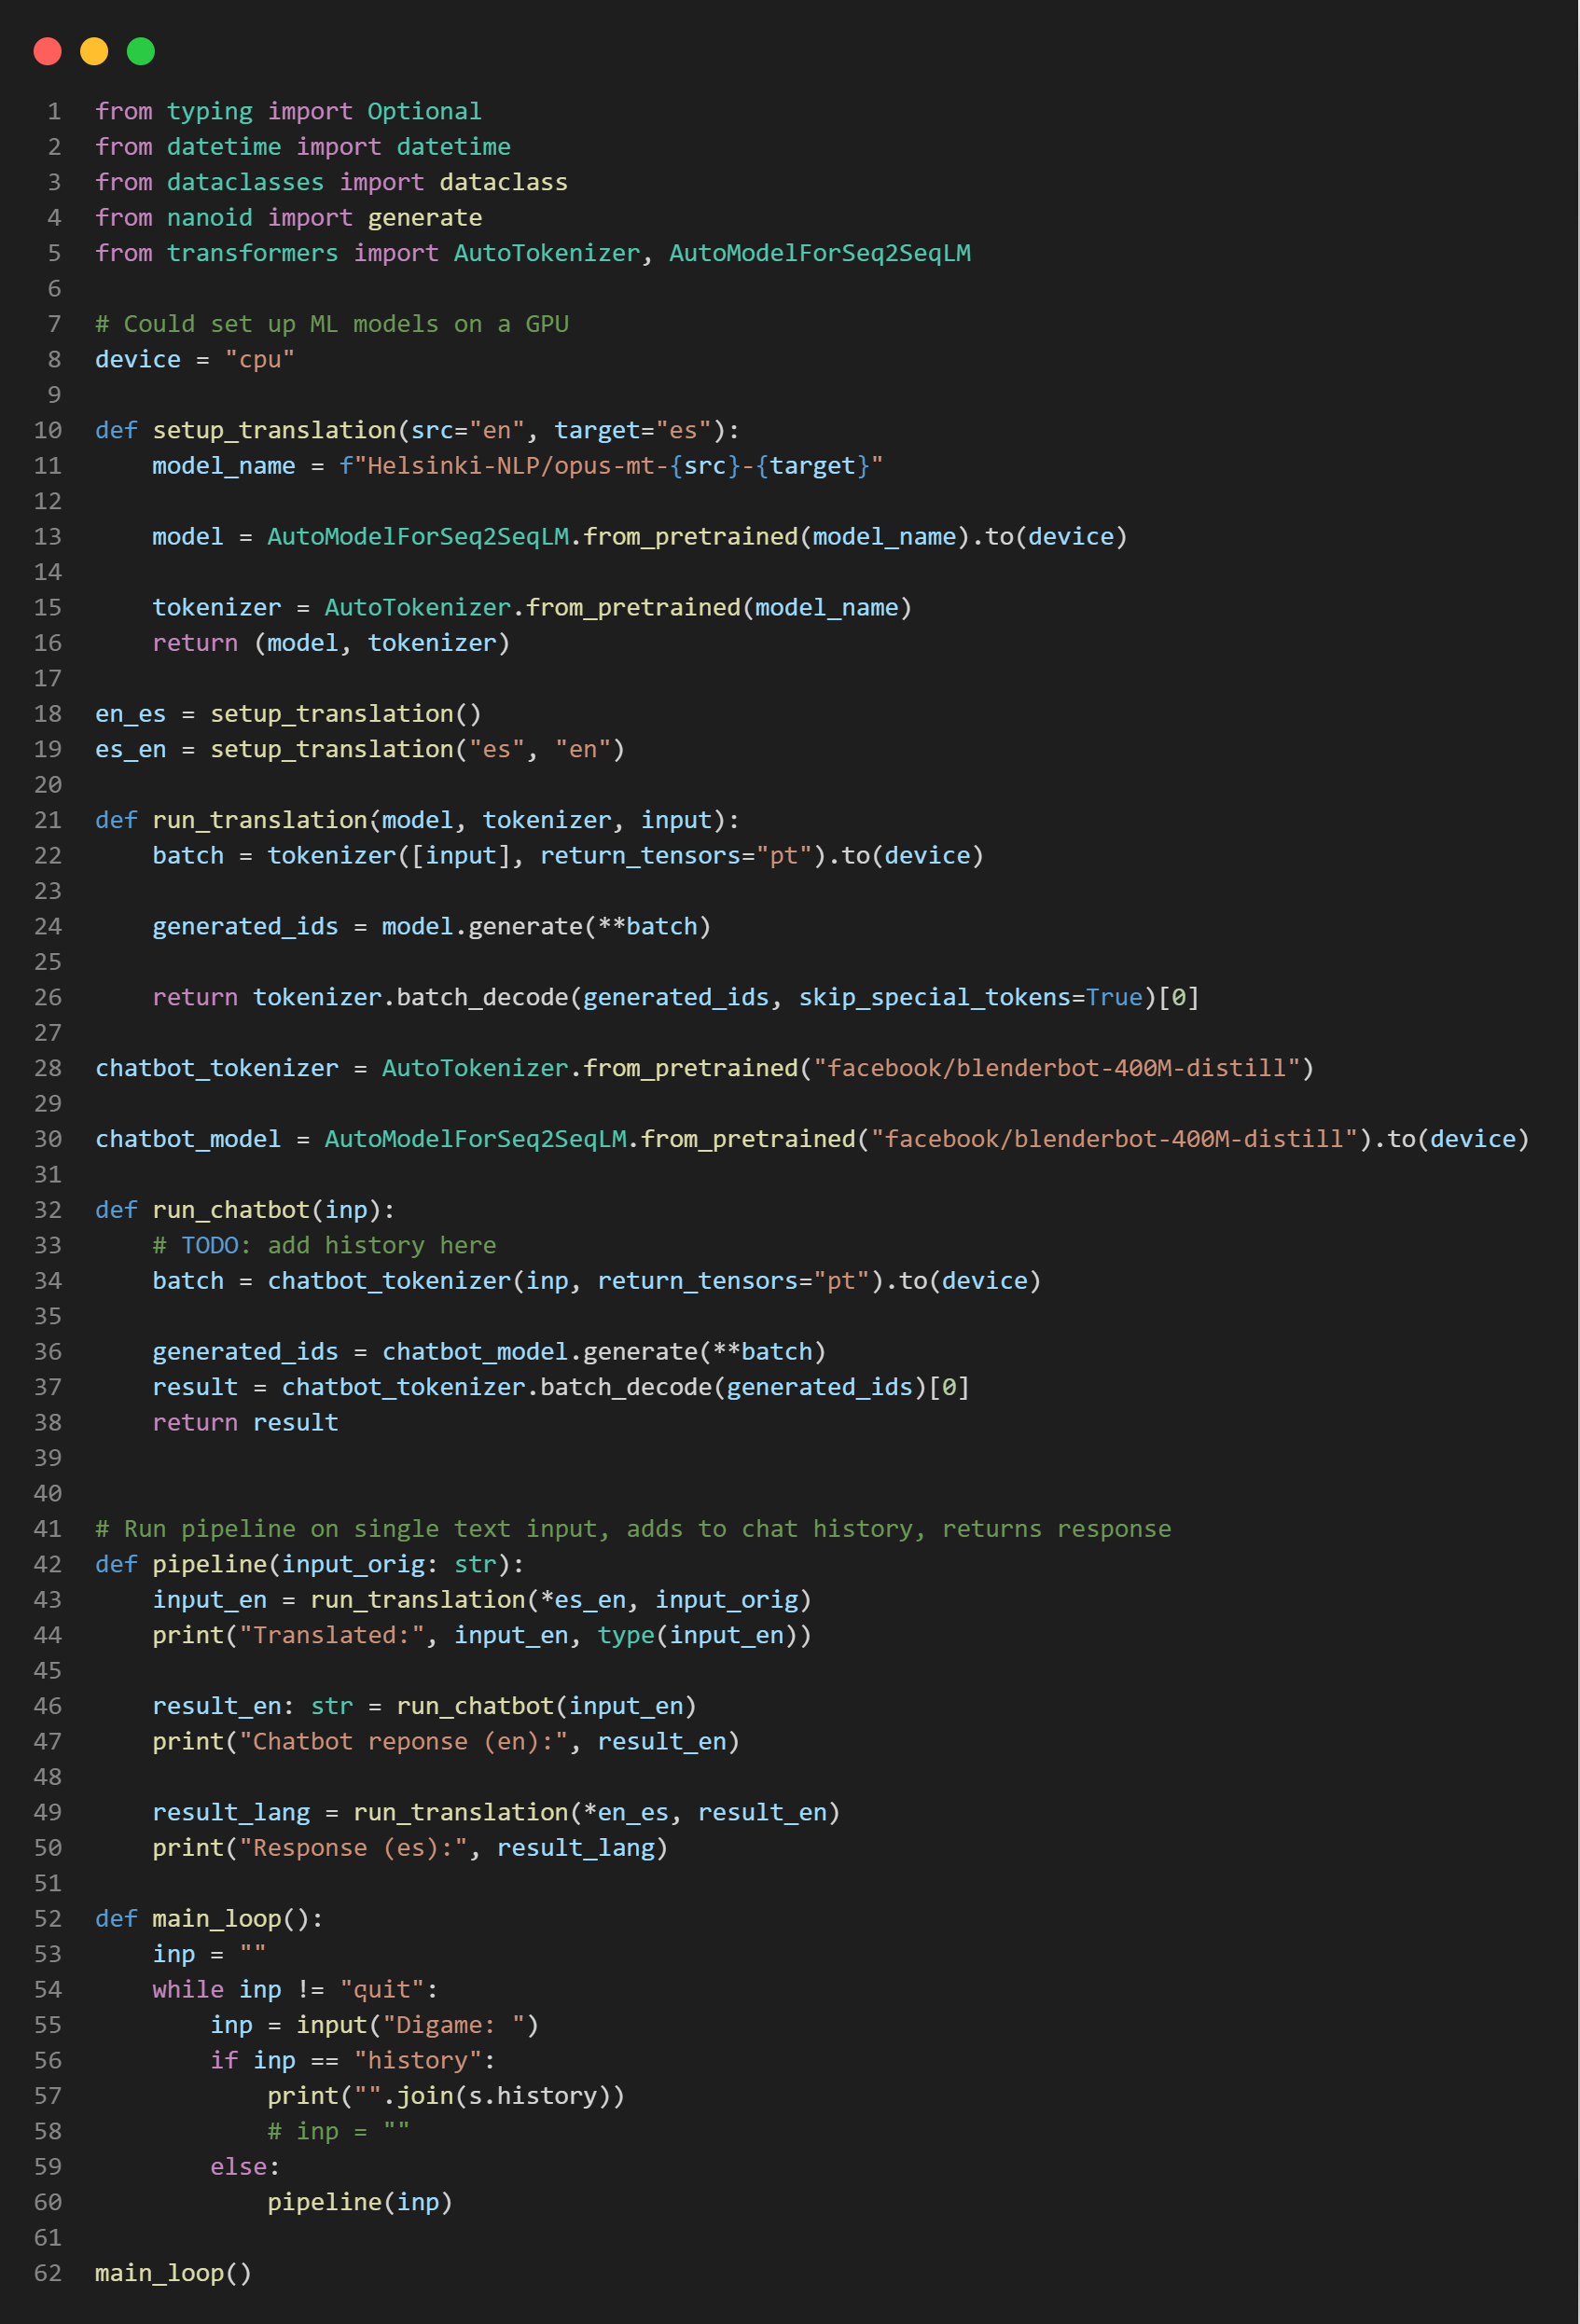 1 from typing import Optional
2 from datetime import datetime
3 from dataclasses import dataclass
4 from nanoid import generate
5 from transformers import AutoTokenizer, AutoModelForSeq2SeqLM
6
7 # Could set up ML models on a GPU
8 device = "cpu"
9
10 def setup_translation(src="en", target="es"):
11     model_name = f"Helsinki-NLP/opus-mt-{src}-{target}"
12
13     model = AutoModelForSeq2SeqLM.from_pretrained(model_name).to(device)
14
15     tokenizer = AutoTokenizer.from_pretrained(model_name)
16     return (model, tokenizer)
17
18 en_es = setup_translation()
19 es_en = setup_translation("es", "en")
20
21 def run_translation(model, tokenizer, input):
22     batch = tokenizer([input], return_tensors="pt").to(device)
23
24     generated_ids = model.generate(**batch)
25
26     return tokenizer.batch_decode(generated_ids, skip_special_tokens=True)[0]
27
28 chatbot_tokenizer = AutoTokenizer.from_pretrained("facebook/blenderbot-400M-distill")
29
30 chatbot_model = AutoModelForSeq2SeqLM.from_pretrained("facebook/blenderbot-400M-distill").to(device)
31
32 def run_chatbot(inp):
33     # TODO: add history here
34     batch = chatbot_tokenizer(inp, return_tensors="pt").to(device)
35
36     generated_ids = chatbot_model.generate(**batch)
37     result = chatbot_tokenizer.batch_decode(generated_ids)[0]
38     return result
39
40
41 # Run pipeline on single text input, adds to chat history, returns response
42 def pipeline(input_orig: str):
43     input_en = run_translation(*es_en, input_orig)
44     print("Translated:", input_en, type(input_en))
45
46     result_en: str = run_chatbot(input_en)
47     print("Chatbot reponse (en):", result_en)
48
49     result_lang = run_translation(*en_es, result_en)
50     print("Response (es):", result_lang)
51
52 def main_loop():
53     inp = ""
54     while inp != "quit":
55         inp = input("Digame: ")
56         if inp == "history":
57             print("".join(s.history))
58             # inp = ""
59         else:
60             pipeline(inp)
61
62 main_loop()